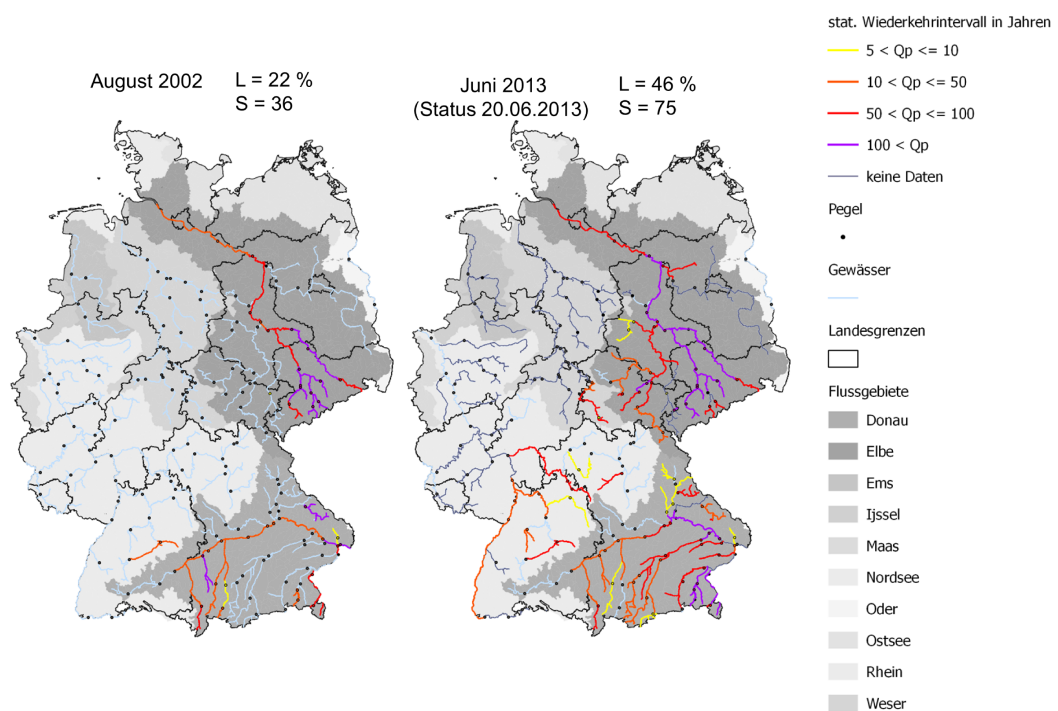 August 2002
L = 22 %
S = 36
Juni 2013
(Status 20.06.2013)
L = 46 %
S = 75
stat. Wiederkehrintervall in Jahren
5 < Qp <= 10
10 < Qp <= 50
50 < Qp <= 100
100 < Qp
keine Daten
Pegel
Gewässer
Landesgrenzen
Flussgebiete
Donau
Elbe
Ems
Ijssel
Maas
Nordsee
Oder
Ostsee
Rhein
Weser